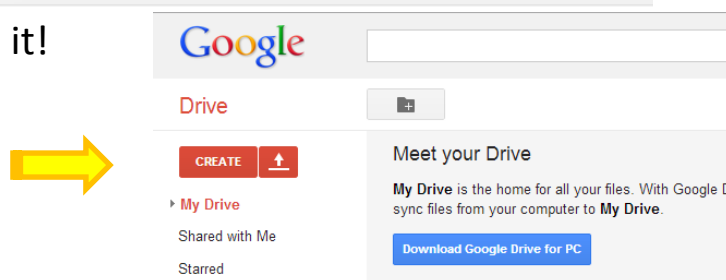 it!
Google
Drive
CREATE
My Drive
Shared with Me
Starred
Meet your Drive
My Drive is the home for all your files. With Google
sync files from your computer to My Drive.
Download Google Drive for PC